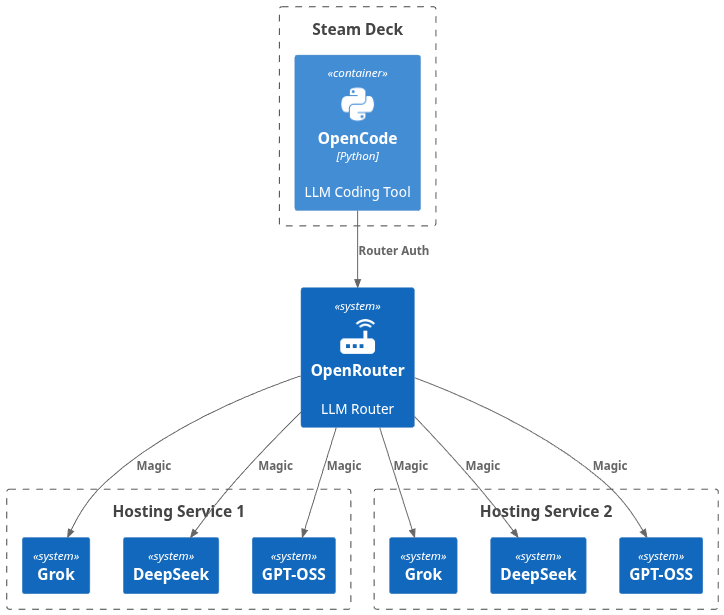 Steam Deck
«container»
OpenCode
[Python]
LLM Coding Tool
Router Auth
«system»
OpenRouter
LLM Router
Magic
Magic
Magic
Magic
Magic
Magic
Hosting Service 1
«system»
Grok
«system»
DeepSeek
«system»
GPT-OSS
Hosting Service 2
«system»
Grok
«system»
DeepSeek
«system»
GPT-OSS